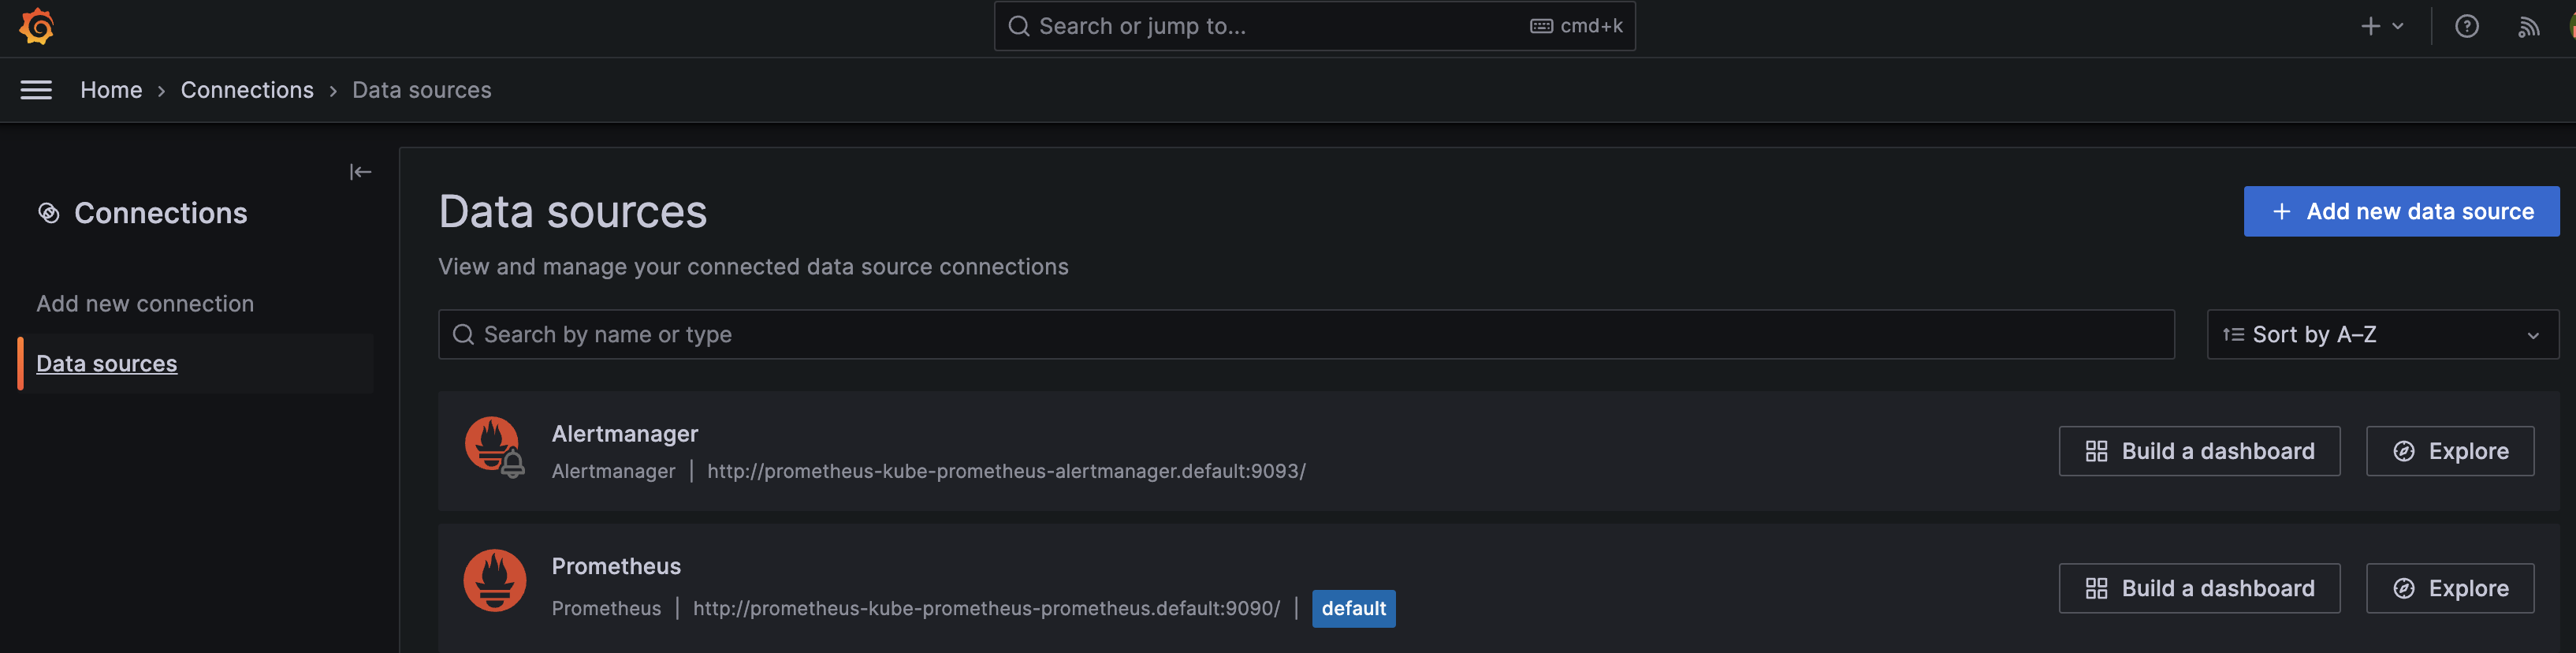 Search or jump to... cmd+k
Home › Connections › Data sources
Connections
Add new connection
Data sources
Data sources
Add new data source
View and manage your connected data source connections
Search by name or type
Sort by A–Z
Alertmanager
Alertmanager | http://prometheus-kube-prometheus-alertmanager.default:9093/
Build a dashboard
Explore
Prometheus
Prometheus | http://prometheus-kube-prometheus-prometheus.default:9090/ | default
Build a dashboard
Explore